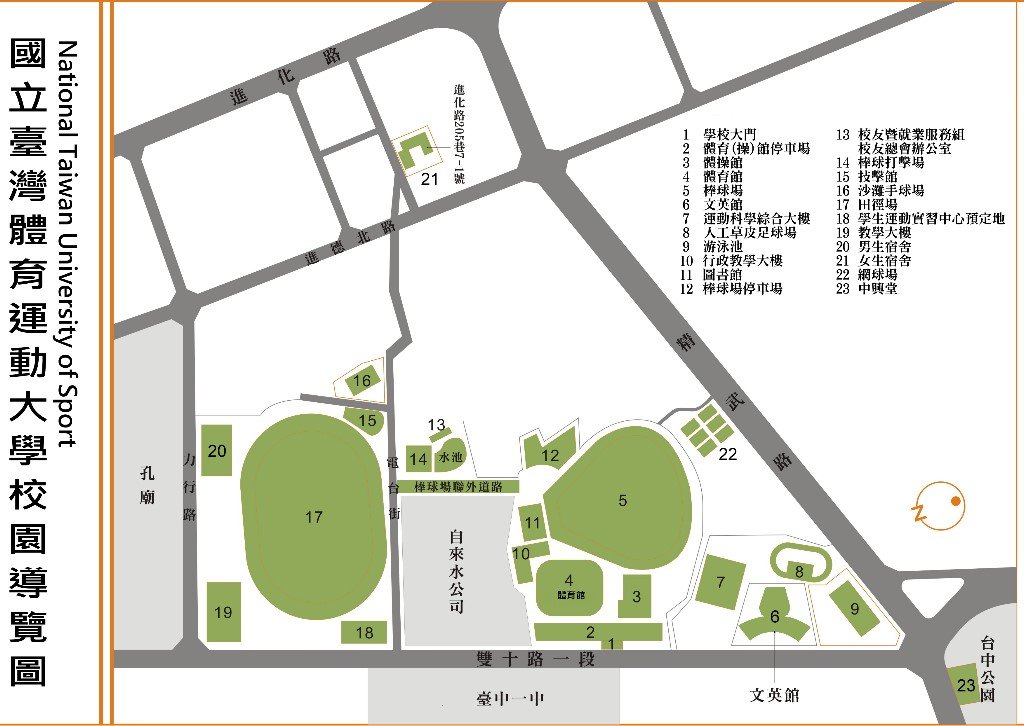 國立臺灣體育運動大學校園導覽圖
National Taiwan University of Sport
進化路
進化路205巷7-1號
21
進德北路
1 學校大門
2 體育(操)館停車場
3 體操館
4 體育館
5 棒球場
6 文英館
7 運動科學綜合大樓
8 人工草皮足球場
9 游泳池
10 行政教學大樓
11 圖書館
12 棒球場停車場
13 校友暨就業服務組
校友總會辦公室
14 棒球打擊場
15 技擊館
16 沙灘手球場
17 田徑場
18 學生運動實習中心預定地
19 教學大樓
20 男生宿舍
21 女生宿舍
22 網球場
23 中興堂
精武路
16
15
13
14
水池
12
22
20
孔廟
力行路
電台街
棒球場聯外道路
17
5
N
自來水公司
11
10
4
體育館
3
7
8
9
6
19
18
2
1
雙十路一段
臺中一中
文英館
台中公園
23